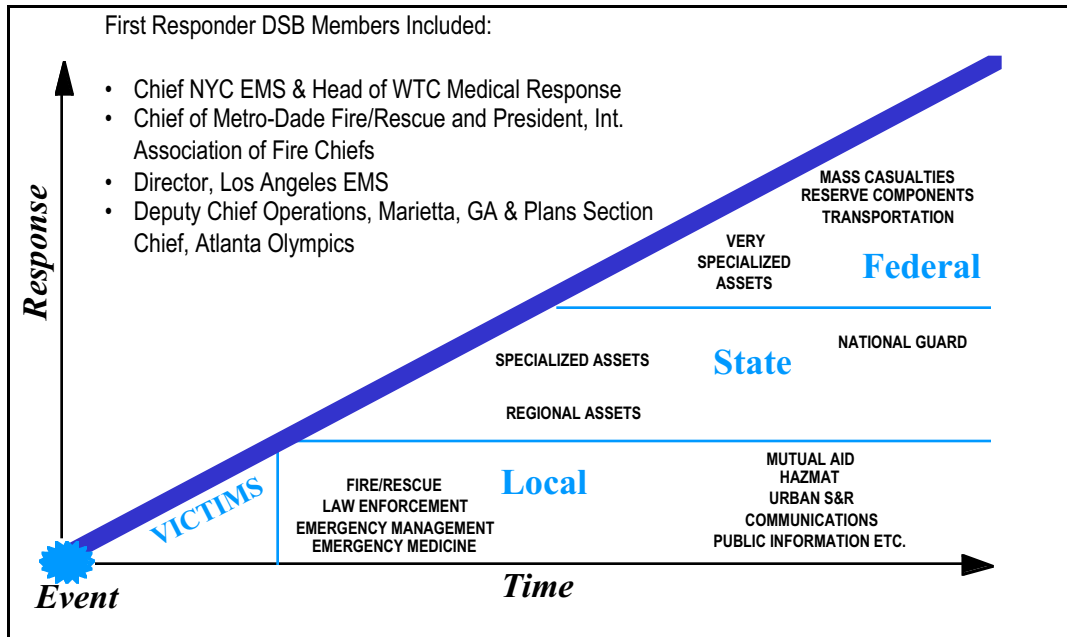 First Responder DSB Members Included:
• Chief NYC EMS & Head of WTC Medical Response
• Chief of Metro-Dade Fire/Rescue and President, Int.
Association of Fire Chiefs
• Director, Los Angeles EMS
• Deputy Chief Operations, Marietta, GA & Plans Section
Chief, Atlanta Olympics
Response
MASS CASUALTIES
RESERVE COMPONENTS
TRANSPORTATION
VERY
SPECIALIZED
ASSETS
Federal
NATIONAL GUARD
SPECIALIZED ASSETS
State
REGIONAL ASSETS
VICTIMS
FIRE/RESCUE
LAW ENFORCEMENT
EMERGENCY MANAGEMENT
EMERGENCY MEDICINE
Local
MUTUAL AID
HAZMAT
URBAN S&R
COMMUNICATIONS
PUBLIC INFORMATION ETC.
Event
Time